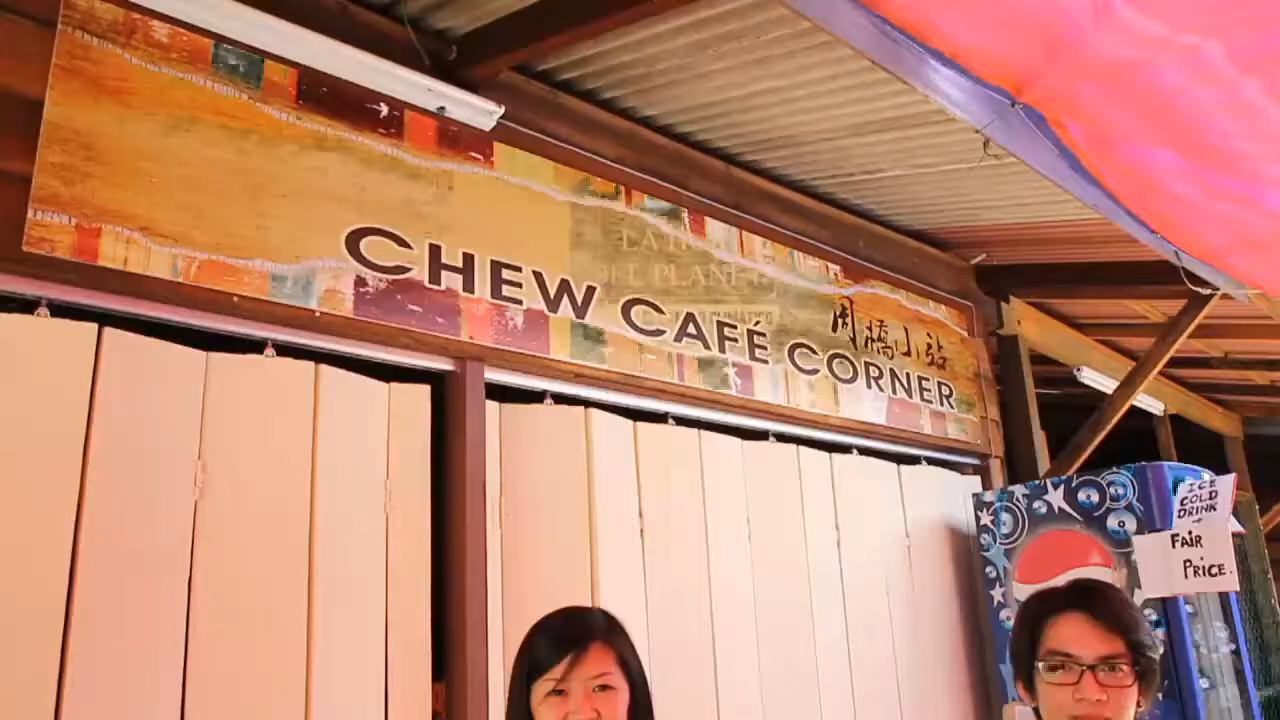 周橋小站
CHEW CAFÉ CORNER
ICE
COLD
DRINK
→
FAIR
PRICE.